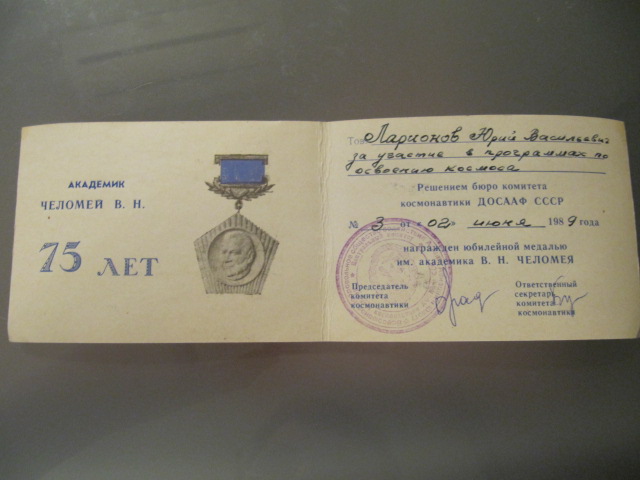 АКАДЕМИК
ЧЕЛОМЕЙ В. Н.
75 ЛЕТ
Тов. Ларионов Юрий Васильевич
за участие в программах по
освоению космоса
Решением бюро комитета
космонавтики ДОСААФ СССР
№ 3 от «02» июня 1989 года
награжден юбилейной медалью
им. академика В. Н. ЧЕЛОМЕЯ
Председатель
комитета
космонавтики
Ответственный
секретарь
комитета
космонавтики